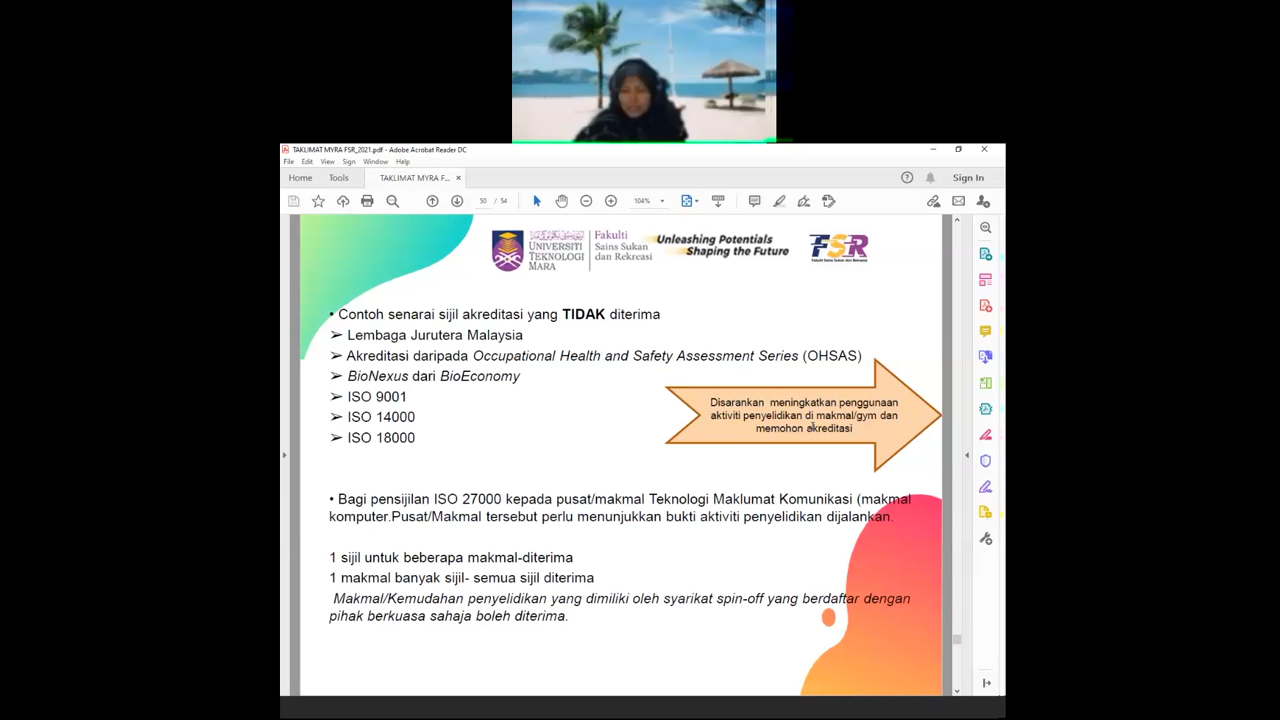 TAKLIMAT MYRA FSR_2021.pdf - Adobe Acrobat Reader DC
File Edit View Sign Window Help
Home Tools TAKLIMAT MYRA F... × Sign In
50 / 54 104%
UNIVERSITI
TEKNOLOGI
MARA
Fakulti
Sains Sukan
dan Rekreasi
Unleashing Potentials
Shaping the Future
FSR
Fakulti Sains Sukan dan Rekreasi
• Contoh senarai sijil akreditasi yang TIDAK diterima
➢ Lembaga Jurutera Malaysia
➢ Akreditasi daripada Occupational Health and Safety Assessment Series (OHSAS)
➢ BioNexus dari BioEconomy
➢ ISO 9001
➢ ISO 14000
➢ ISO 18000
Disarankan meningkatkan penggunaan
aktiviti penyelidikan di makmal/gym dan
memohon akreditasi
• Bagi pensijilan ISO 27000 kepada pusat/makmal Teknologi Maklumat Komunikasi (makmal
komputer.Pusat/Makmal tersebut perlu menunjukkan bukti aktiviti penyelidikan dijalankan.
1 sijil untuk beberapa makmal-diterima
1 makmal banyak sijil- semua sijil diterima
Makmal/Kemudahan penyelidikan yang dimiliki oleh syarikat spin-off yang berdaftar dengan
pihak berkuasa sahaja boleh diterima.